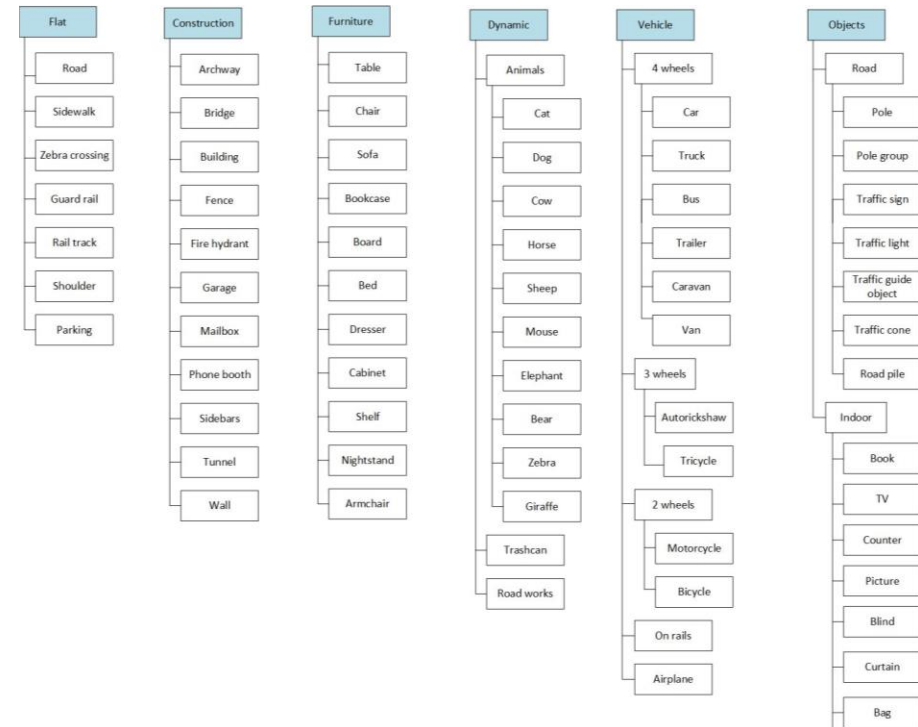 Flat
Road
Sidewalk
Zebra crossing
Guard rail
Rail track
Shoulder
Parking
Construction
Archway
Bridge
Building
Fence
Fire hydrant
Garage
Mailbox
Phone booth
Sidebars
Tunnel
Wall
Furniture
Table
Chair
Sofa
Bookcase
Board
Bed
Dresser
Cabinet
Shelf
Nightstand
Armchair
Dynamic
Animals
Cat
Dog
Cow
Horse
Sheep
Mouse
Elephant
Bear
Zebra
Giraffe
Trashcan
Road works
Vehicle
4 wheels
Car
Truck
Bus
Trailer
Caravan
Van
3 wheels
Autorickshaw
Tricycle
2 wheels
Motorcycle
Bicycle
On rails
Airplane
Objects
Road
Pole
Pole group
Traffic sign
Traffic light
Traffic guide
object
Traffic cone
Road pile
Indoor
Book
TV
Counter
Picture
Blind
Curtain
Bag